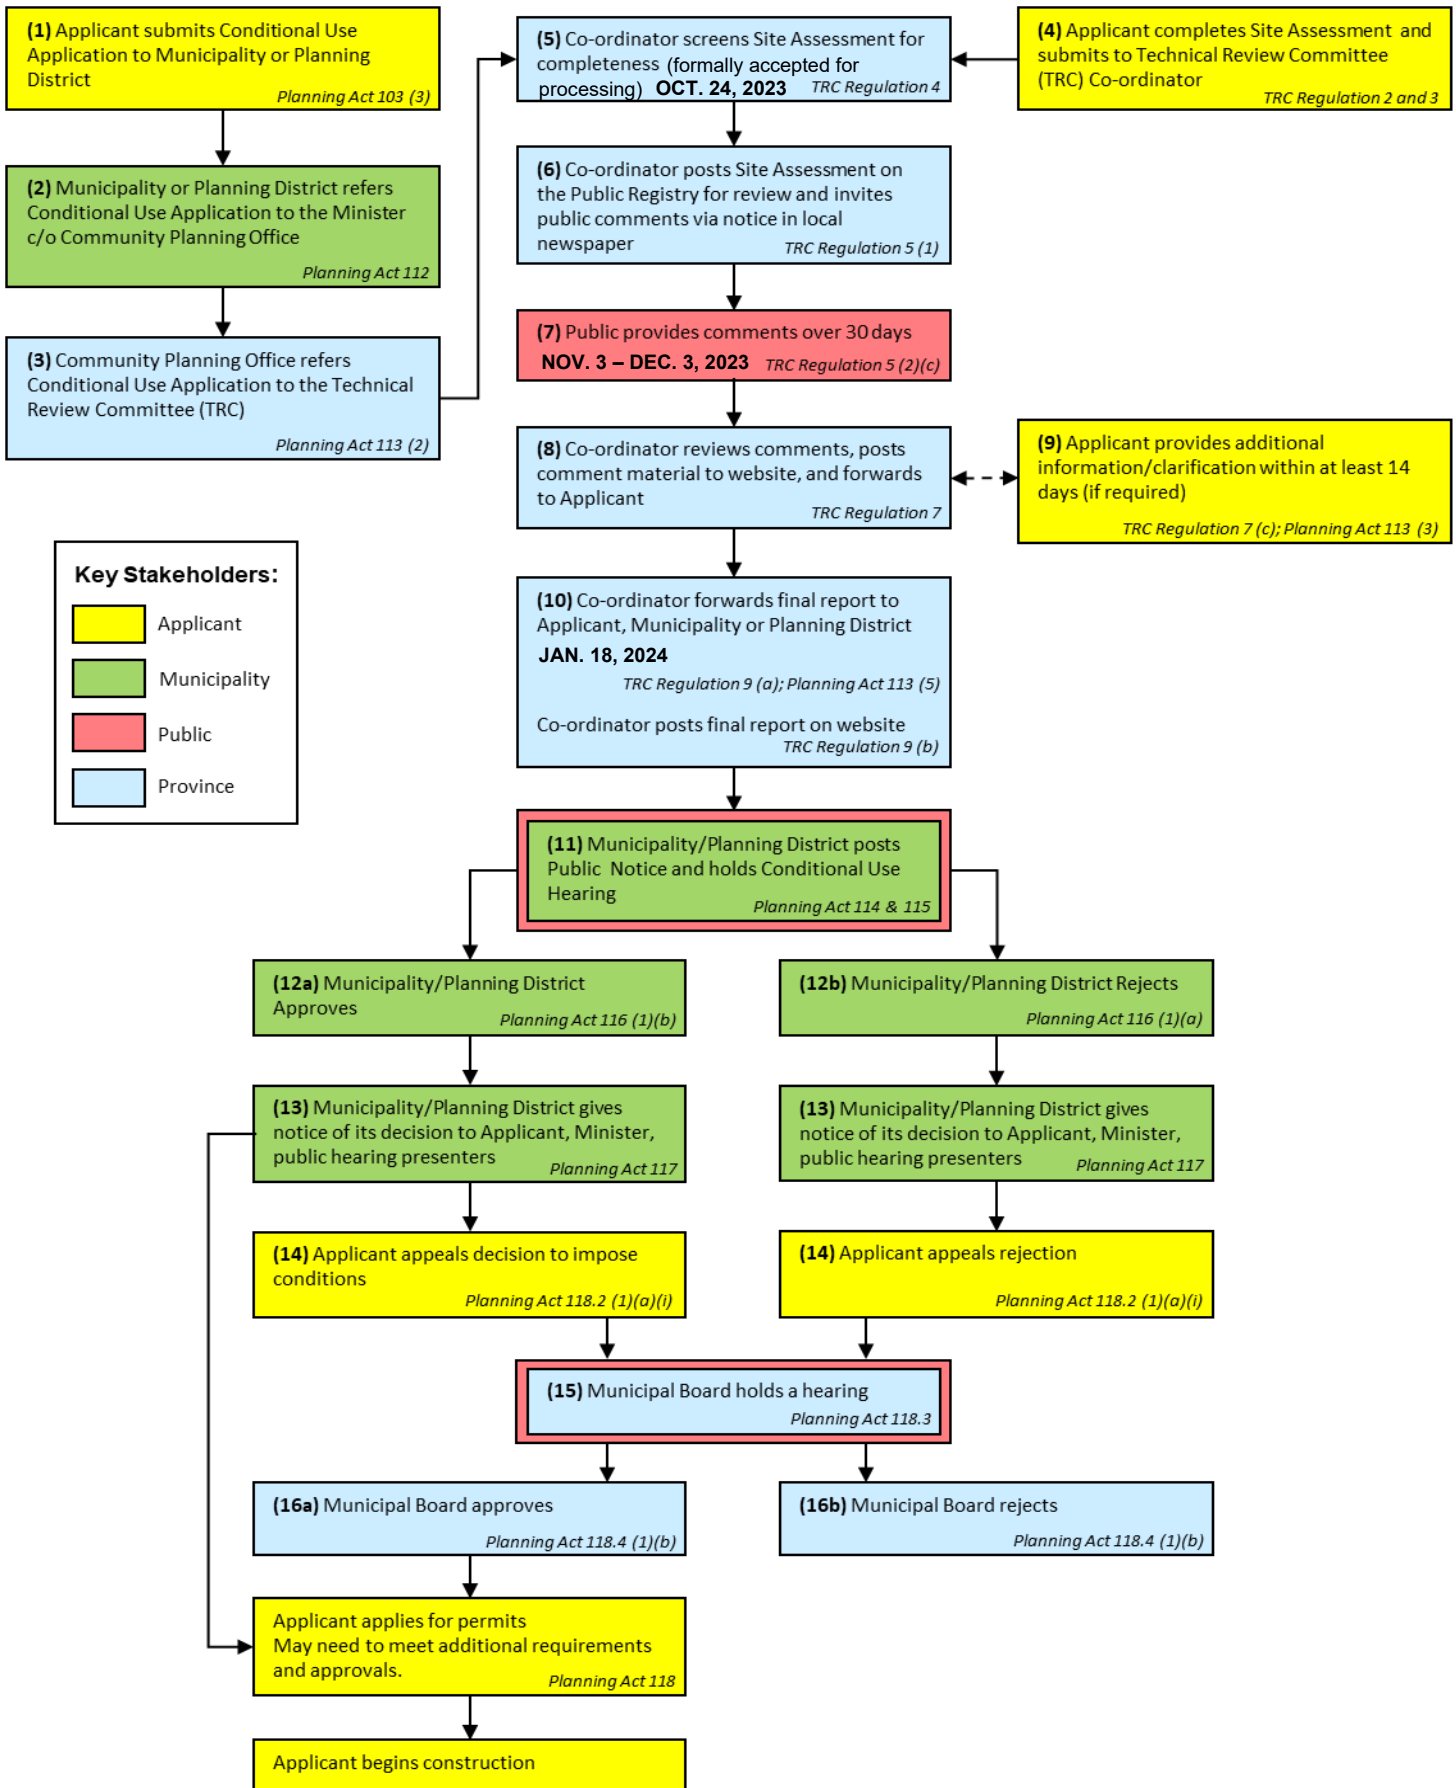 (1) Applicant submits Conditional Use
Application to Municipality or Planning
District
Planning Act 103 (3)
(2) Municipality or Planning District refers
Conditional Use Application to the Minister
c/o Community Planning Office
Planning Act 112
(3) Community Planning Office refers
Conditional Use Application to the Technical
Review Committee (TRC)
Planning Act 113 (2)
(4) Applicant completes Site Assessment and
submits to Technical Review Committee
(TRC) Co-ordinator
TRC Regulation 2 and 3
(5) Co-ordinator screens Site Assessment for
completeness (formally accepted for
processing) OCT. 24, 2023 TRC Regulation 4
(6) Co-ordinator posts Site Assessment on
the Public Registry for review and invites
public comments via notice in local
newspaper
TRC Regulation 5 (1)
(7) Public provides comments over 30 days
NOV. 3 – DEC. 3, 2023 TRC Regulation 5 (2)(c)
(8) Co-ordinator reviews comments, posts
comment material to website, and forwards
to Applicant
TRC Regulation 7
(9) Applicant provides additional
information/clarification within at least 14
days (if required)
TRC Regulation 7 (c); Planning Act 113 (3)
Key Stakeholders:
Applicant
Municipality
Public
Province
(10) Co-ordinator forwards final report to
Applicant, Municipality or Planning District
JAN. 18, 2024
TRC Regulation 9 (a); Planning Act 113 (5)
Co-ordinator posts final report on website
TRC Regulation 9 (b)
(11) Municipality/Planning District posts
Public Notice and holds Conditional Use
Hearing
Planning Act 114 & 115
(12a) Municipality/Planning District
Approves
Planning Act 116 (1)(b)
(12b) Municipality/Planning District Rejects
Planning Act 116 (1)(a)
(13) Municipality/Planning District gives
notice of its decision to Applicant, Minister,
public hearing presenters
Planning Act 117
(13) Municipality/Planning District gives
notice of its decision to Applicant, Minister,
public hearing presenters
Planning Act 117
(14) Applicant appeals decision to impose
conditions
Planning Act 118.2 (1)(a)(i)
(14) Applicant appeals rejection
Planning Act 118.2 (1)(a)(i)
(15) Municipal Board holds a hearing
Planning Act 118.3
(16a) Municipal Board approves
Planning Act 118.4 (1)(b)
(16b) Municipal Board rejects
Planning Act 118.4 (1)(b)
Applicant applies for permits
May need to meet additional requirements
and approvals.
Planning Act 118
Applicant begins construction